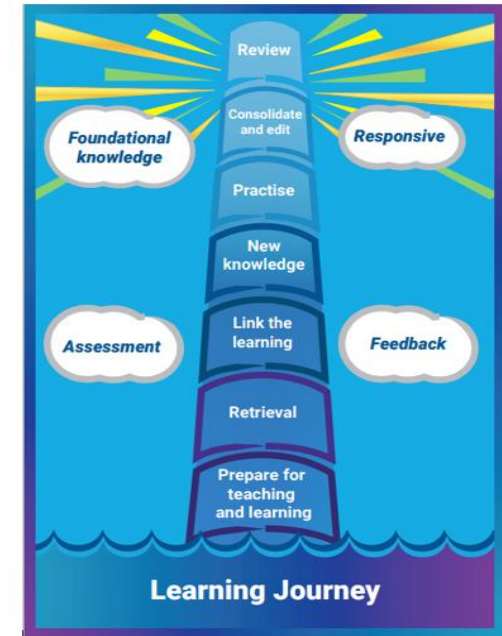 Review
Consolidate
and edit
Foundational
knowledge
Responsive
Practise
New
knowledge
Link the
learning
Assessment
Feedback
Retrieval
Prepare for
teaching
and learning
Learning Journey